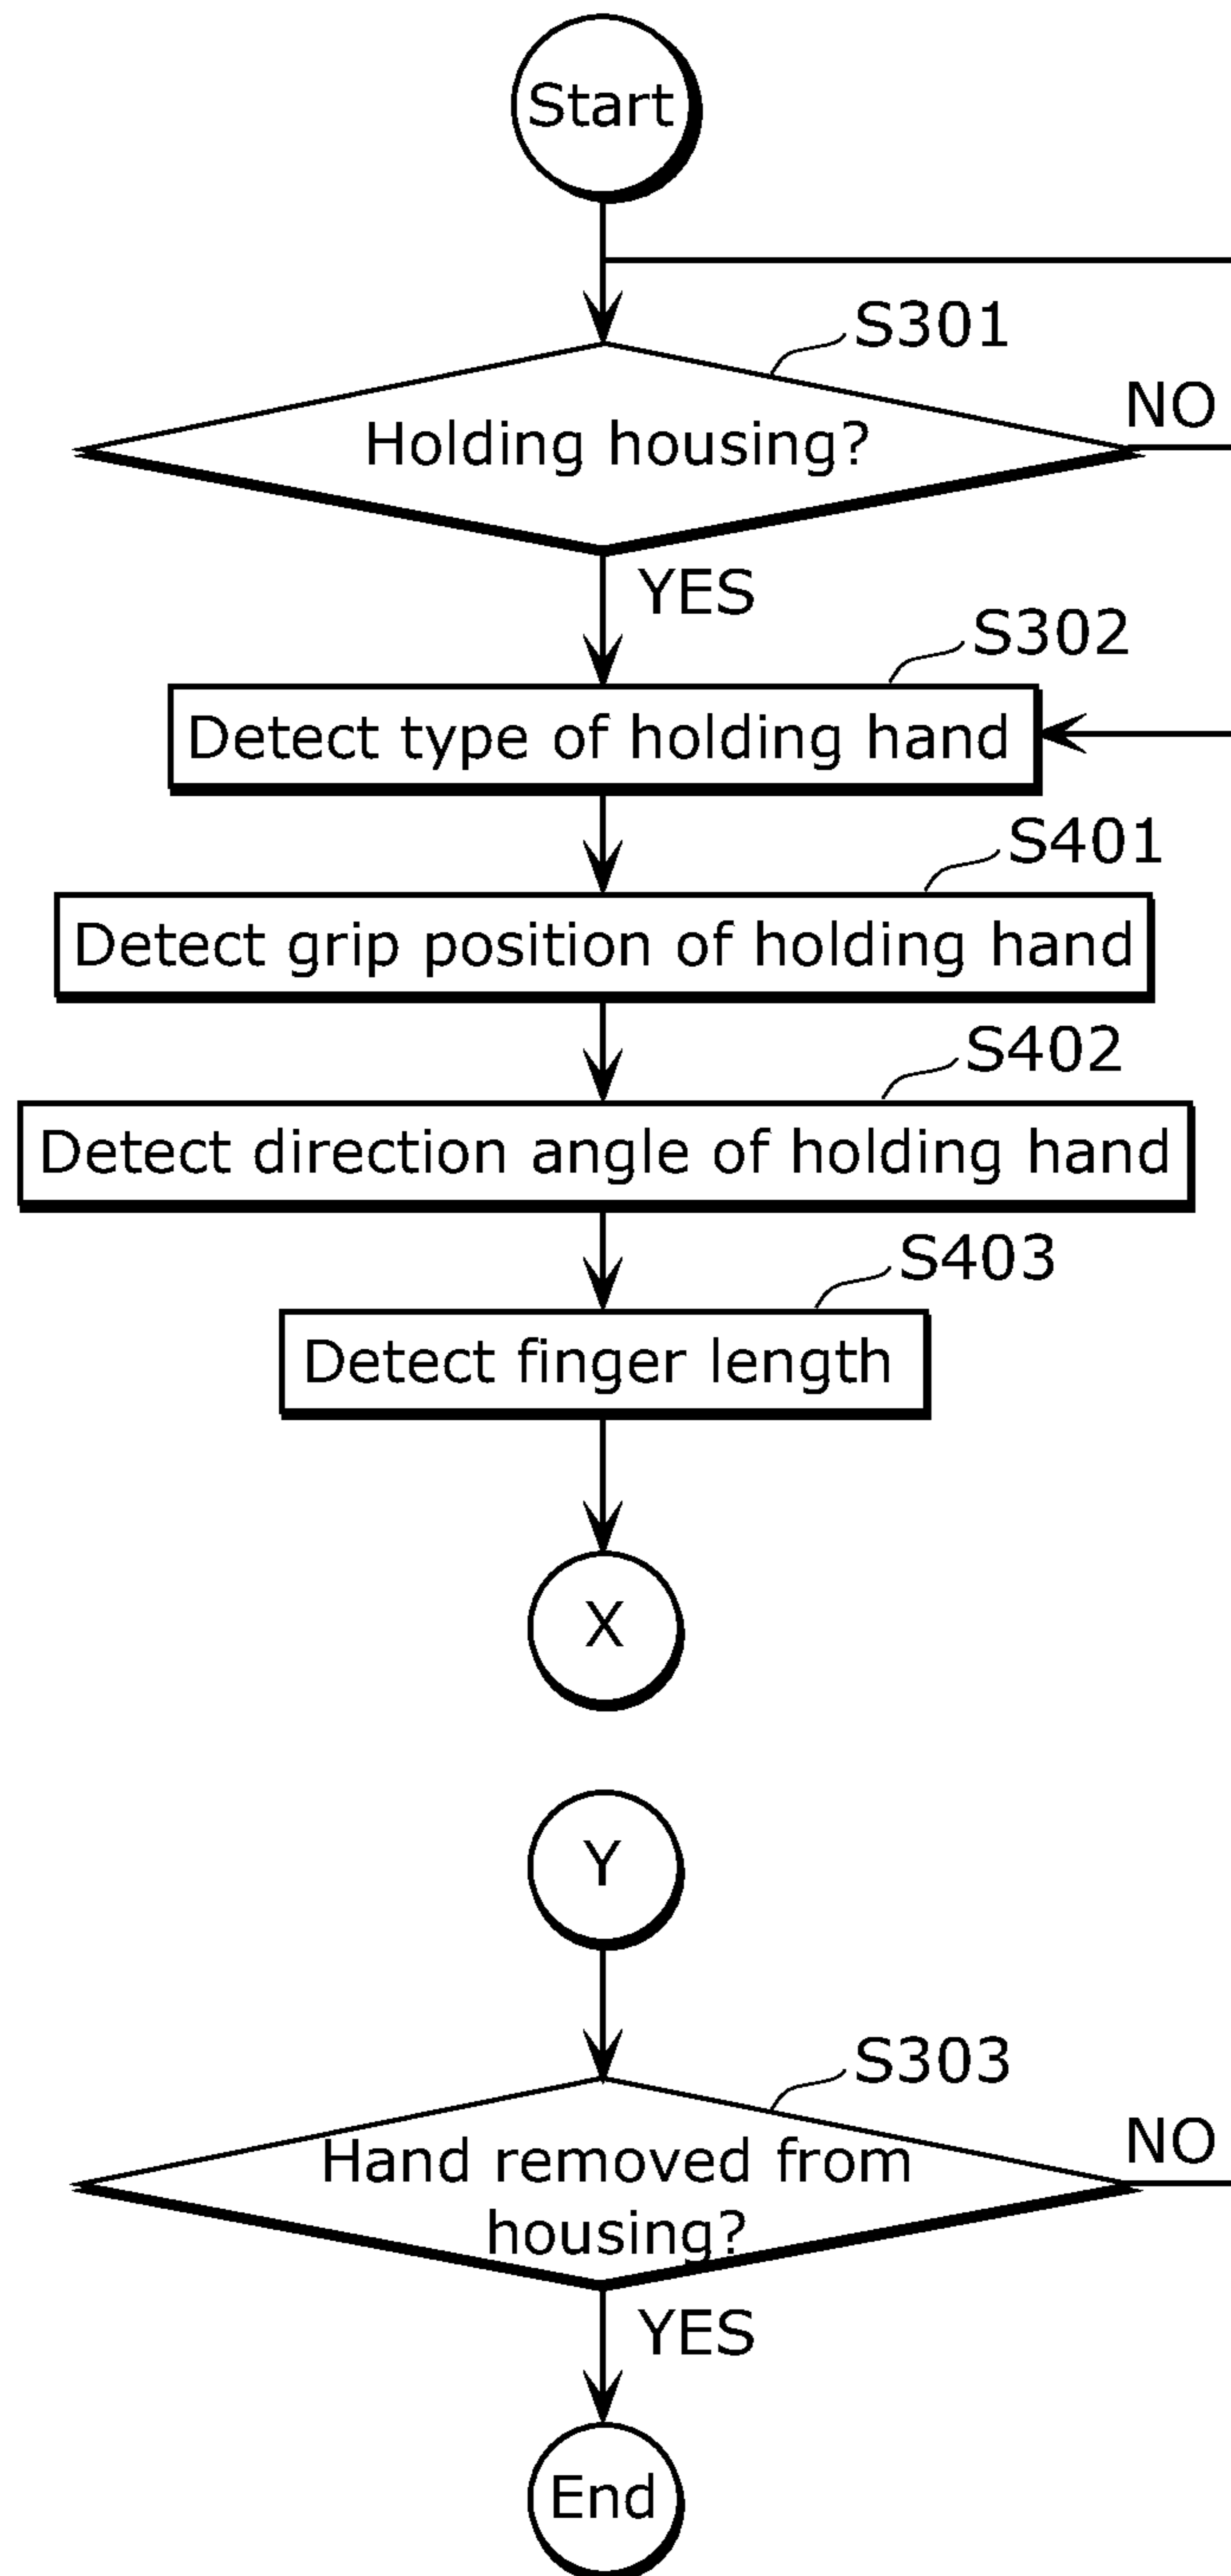 Start
S301
Holding housing?
NO
YES
S302
Detect type of holding hand
S401
Detect grip position of holding hand
S402
Detect direction angle of holding hand
S403
Detect finger length
X
Y
S303
Hand removed from
housing?
NO
YES
End